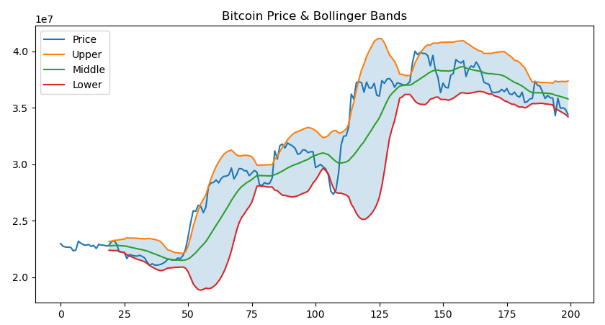 Bitcoin Price & Bollinger Bands
1e7
Price
Upper
Middle
Lower
4.0
3.5
3.0
2.5
2.0
0 25 50 75 100 125 150 175 200